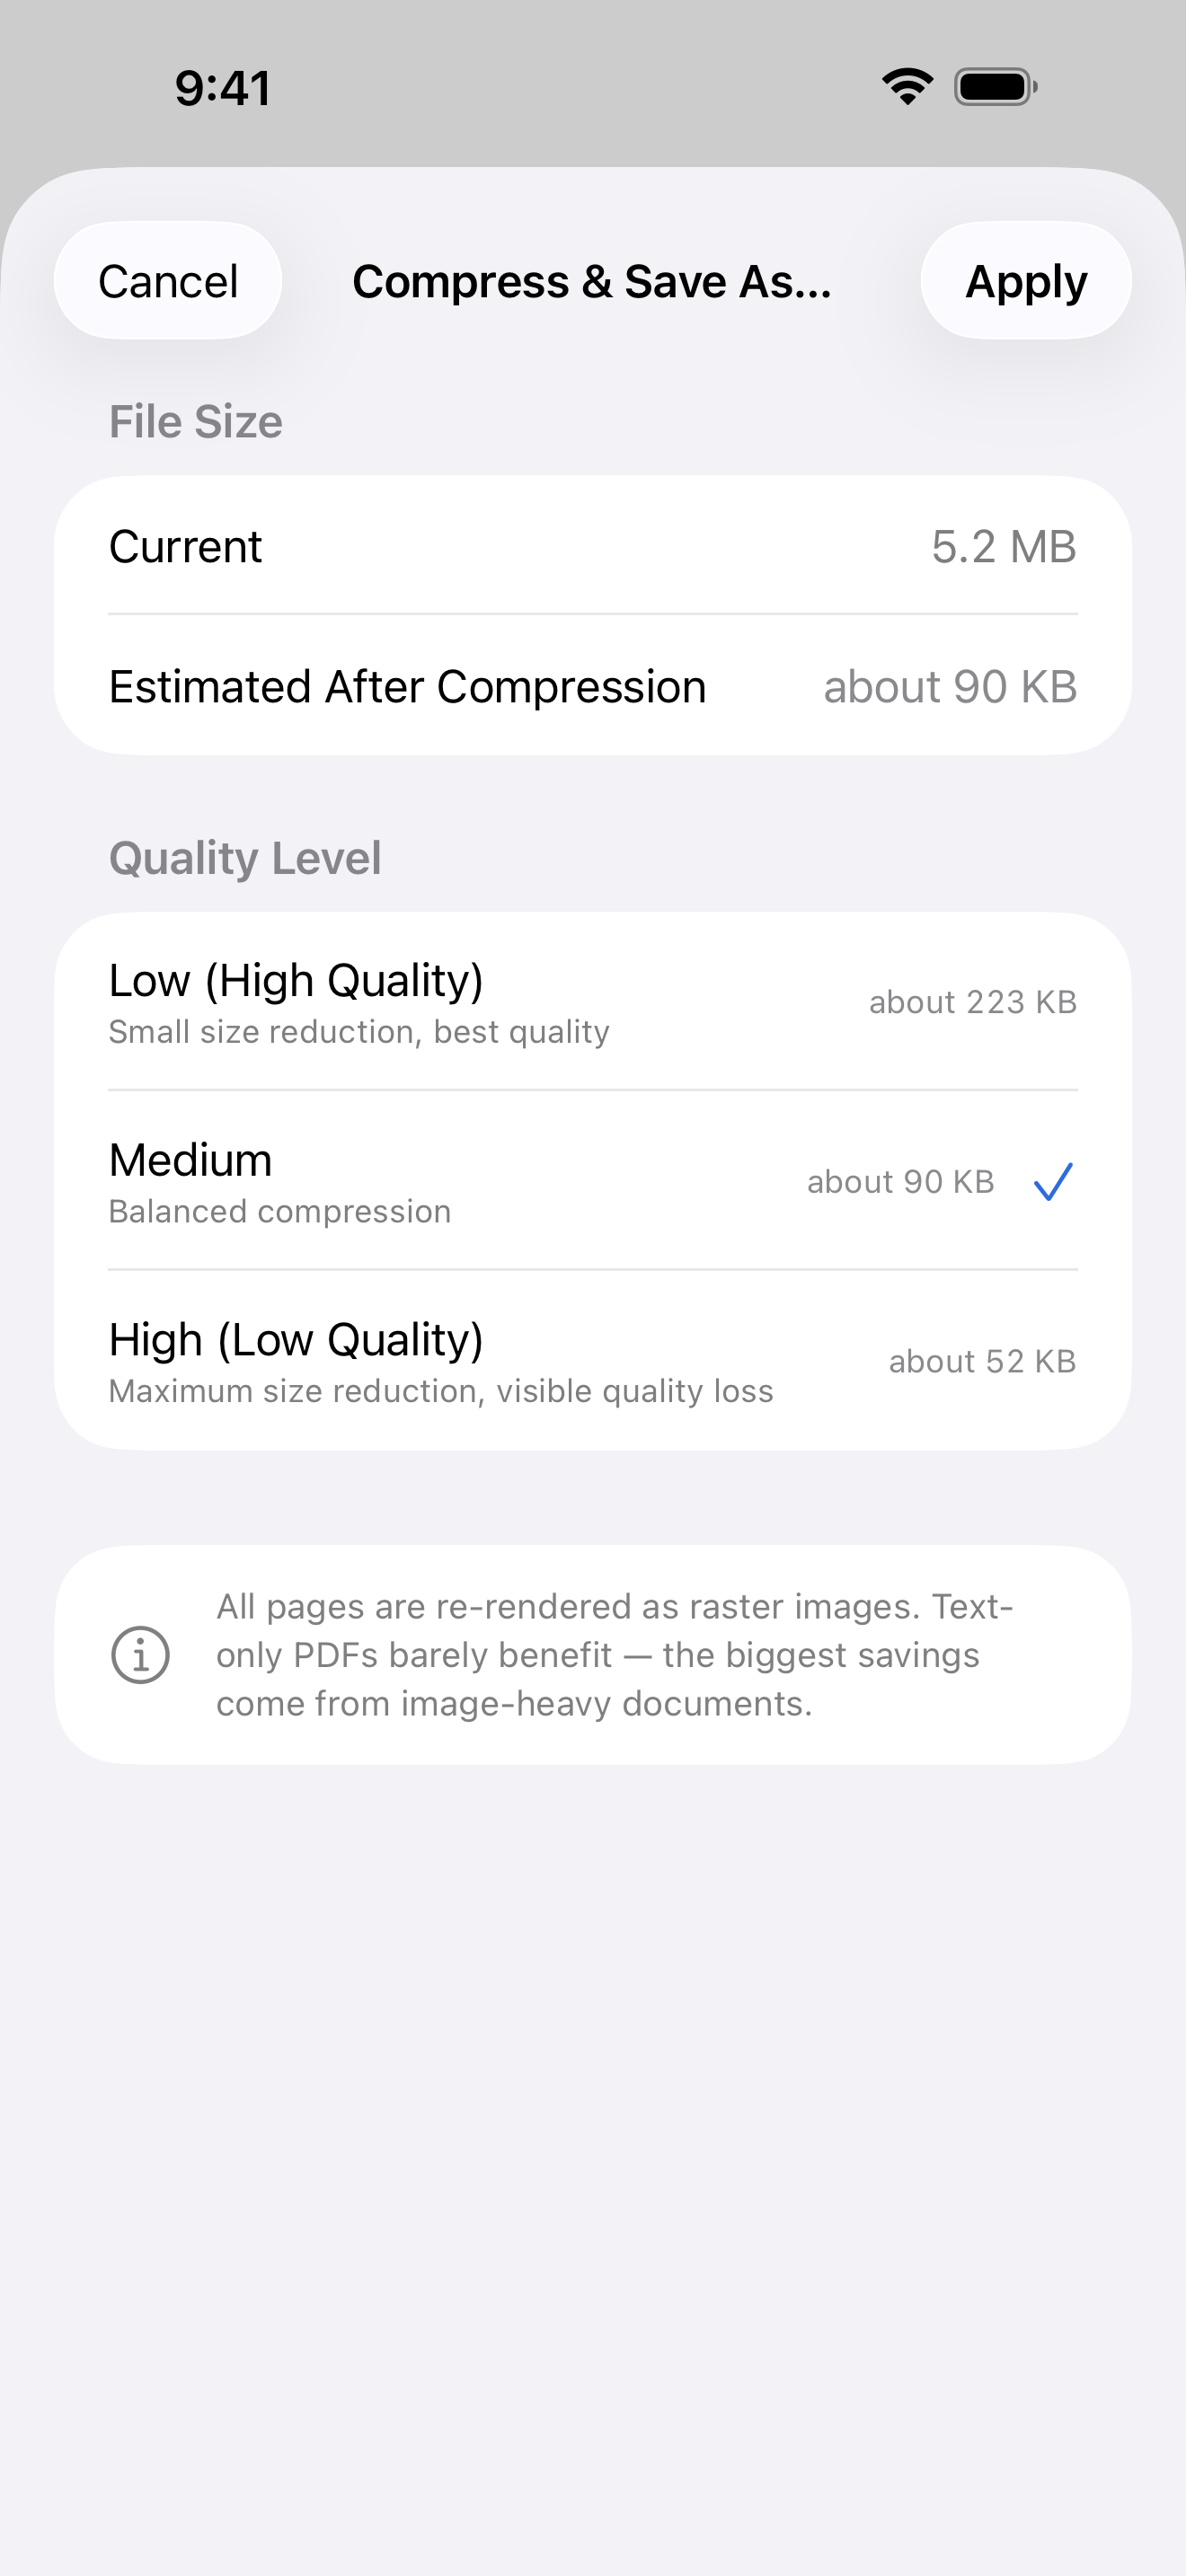 9:41
Cancel
Compress & Save As...
Apply
File Size
Current
5.2 MB
Estimated After Compression
about 90 KB
Quality Level
Low (High Quality)
Small size reduction, best quality
about 223 KB
Medium
Balanced compression
about 90 KB
High (Low Quality)
Maximum size reduction, visible quality loss
about 52 KB
All pages are re-rendered as raster images. Text-
only PDFs barely benefit — the biggest savings
come from image-heavy documents.